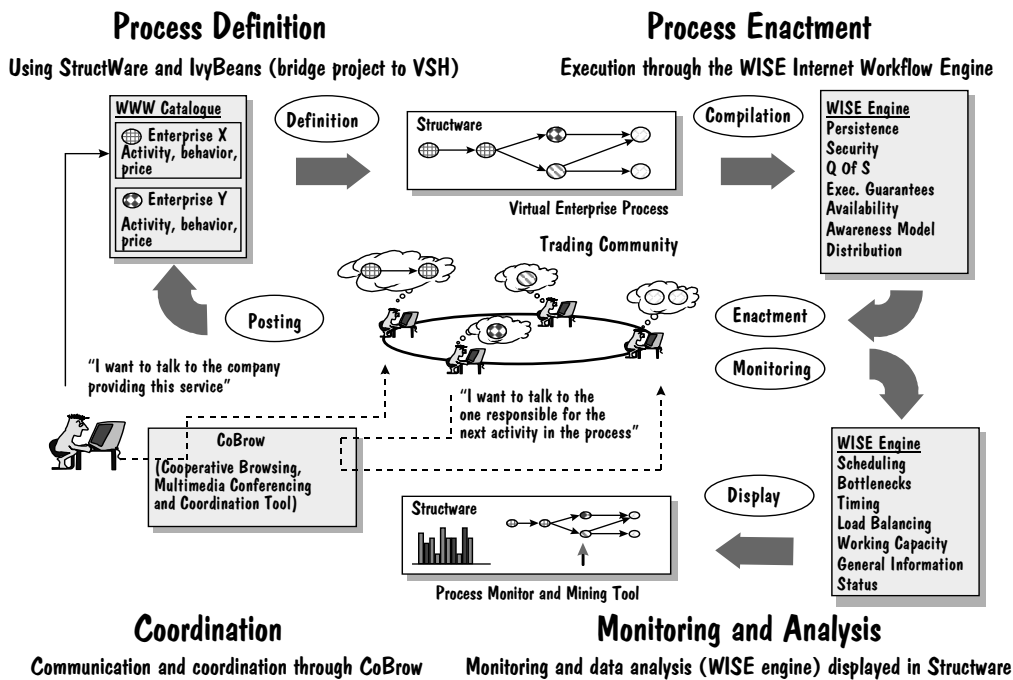 Process Definition
Using StructWare and IvyBeans (bridge project to VSH)
Process Enactment
Execution through the WISE Internet Workflow Engine
WWW Catalogue
Enterprise X
Activity, behavior,
price
Enterprise Y
Activity, behavior,
price
Definition
Structware
Virtual Enterprise Process
Compilation
WISE Engine
Persistence
Security
Q Of S
Exec. Guarantees
Availability
Awareness Model
Distribution
Trading Community
Posting
Enactment
Monitoring
"I want to talk to the company
providing this service"
"I want to talk to the
one responsible for the
next activity in the process"
CoBrow
(Cooperative Browsing,
Multimedia Conferencing
and Coordination Tool)
Structware
Process Monitor and Mining Tool
Display
WISE Engine
Scheduling
Bottlenecks
Timing
Load Balancing
Working Capacity
General Information
Status
Coordination
Communication and coordination through CoBrow
Monitoring and Analysis
Monitoring and data analysis (WISE engine) displayed in Structware